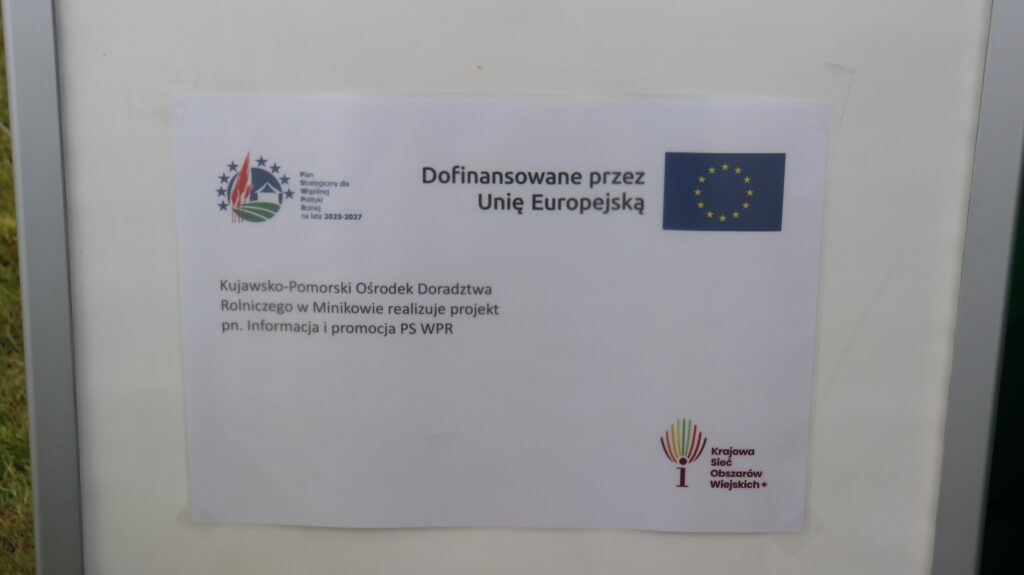 Plan
Strategiczny dla
Wspólnej
Polityki
Rolnej
na lata 2023-2027
Dofinansowane przez
Unię Europejską
Kujawsko-Pomorski Ośrodek Doradztwa
Rolniczego w Minikowie realizuje projekt
pn. Informacja i promocja PS WPR
Krajowa
Sieć
Obszarów
Wiejskich+